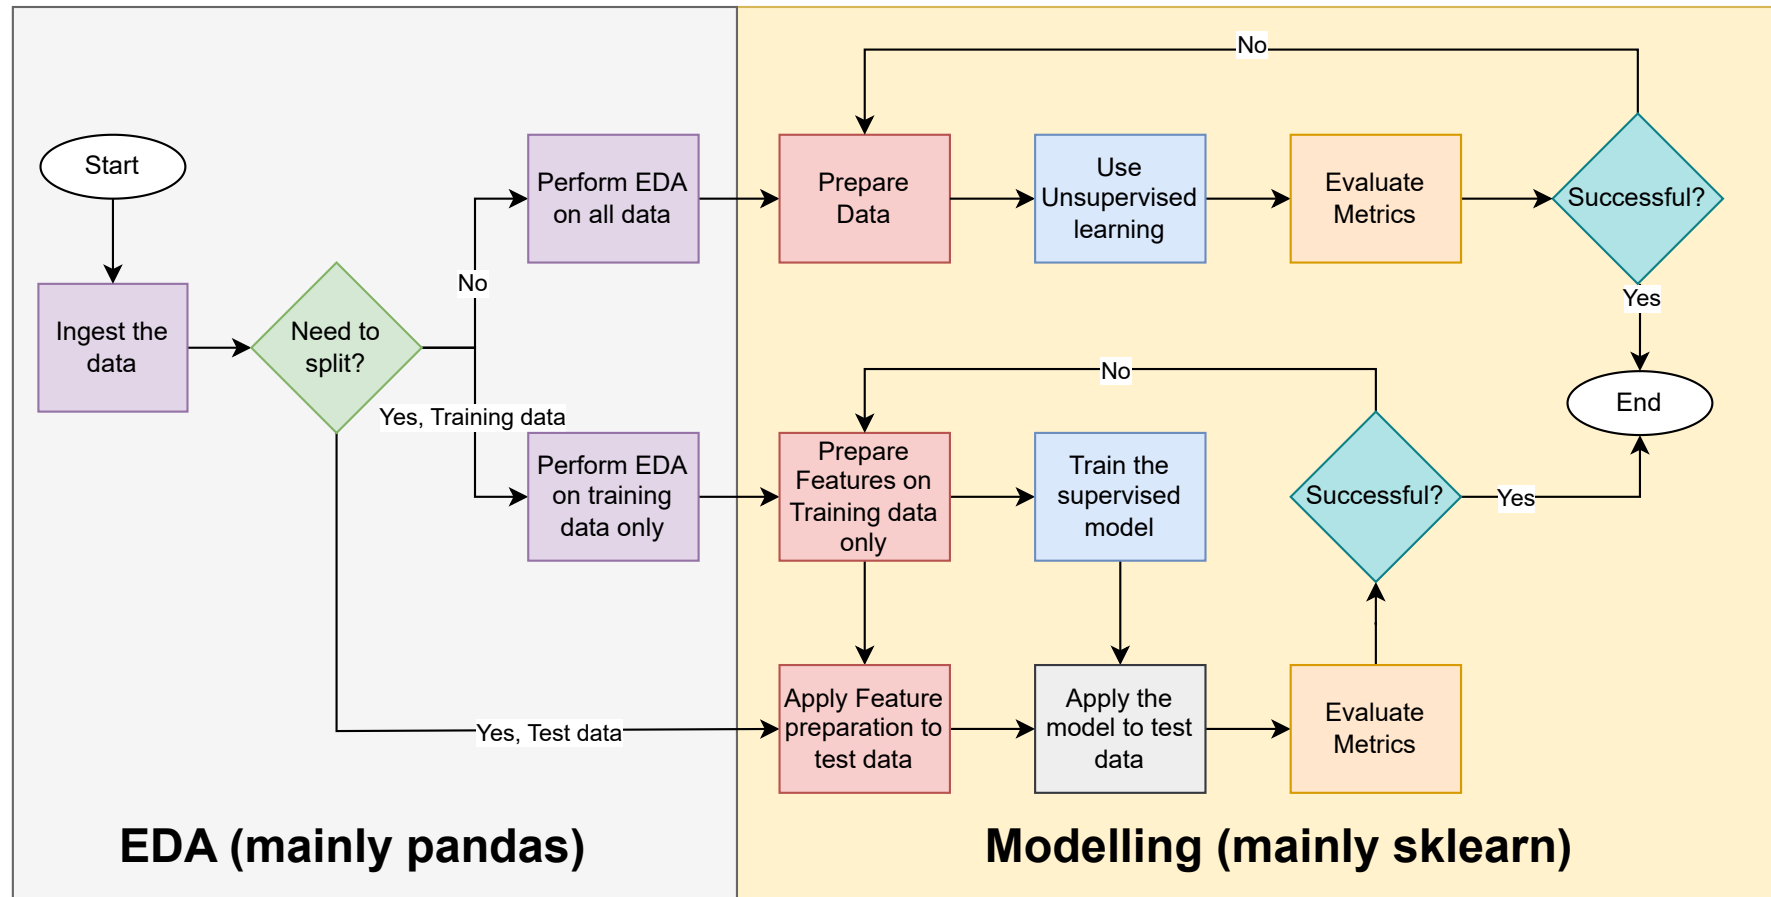 No
Start
Perform EDA
on all data
Prepare
Data
Use
Unsupervised
learning
Evaluate
Metrics
Successful?
No
Yes
Ingest the
data
Need to
split?
Yes, Training data
No
End
Perform EDA
on training
data only
Prepare
Features on
Training data
only
Train the
supervised
model
Successful?
Yes
Yes, Test data
Apply Feature
preparation to
test data
Apply the
model to test
data
Evaluate
Metrics
EDA (mainly pandas)
Modelling (mainly sklearn)